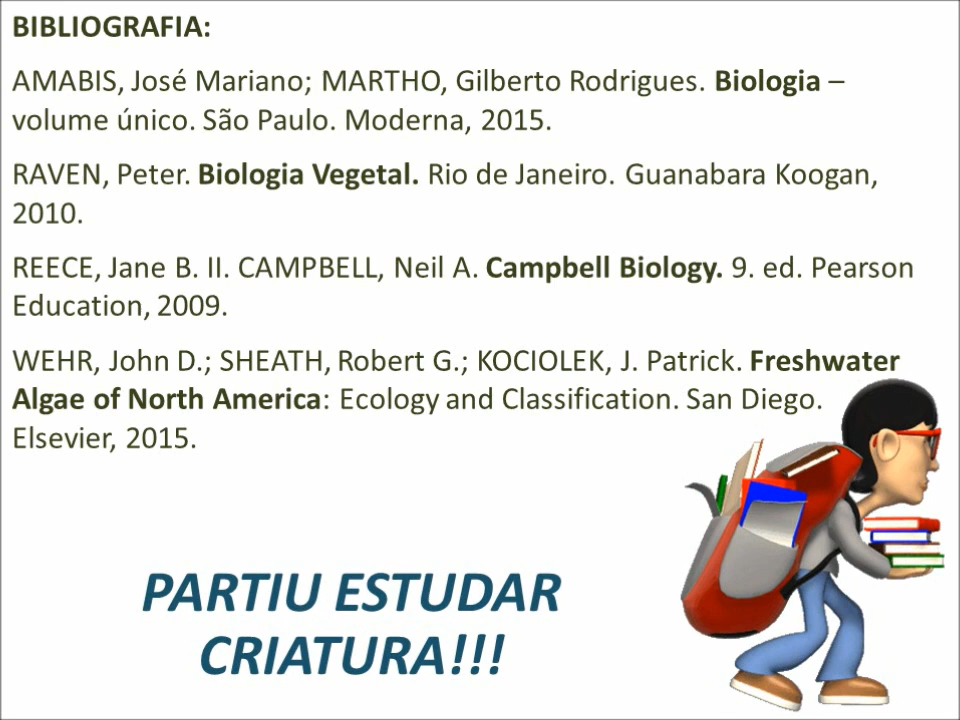 BIBLIOGRAFIA:
AMABIS, José Mariano; MARTHO, Gilberto Rodrigues. Biologia –
volume único. São Paulo. Moderna, 2015.
RAVEN, Peter. Biologia Vegetal. Rio de Janeiro. Guanabara Koogan,
2010.
REECE, Jane B. II. CAMPBELL, Neil A. Campbell Biology. 9. ed. Pearson
Education, 2009.
WEHR, John D.; SHEATH, Robert G.; KOCIOLEK, J. Patrick. Freshwater
Algae of North America: Ecology and Classification. San Diego.
Elsevier, 2015.
PARTIU ESTUDAR
CRIATURA!!!